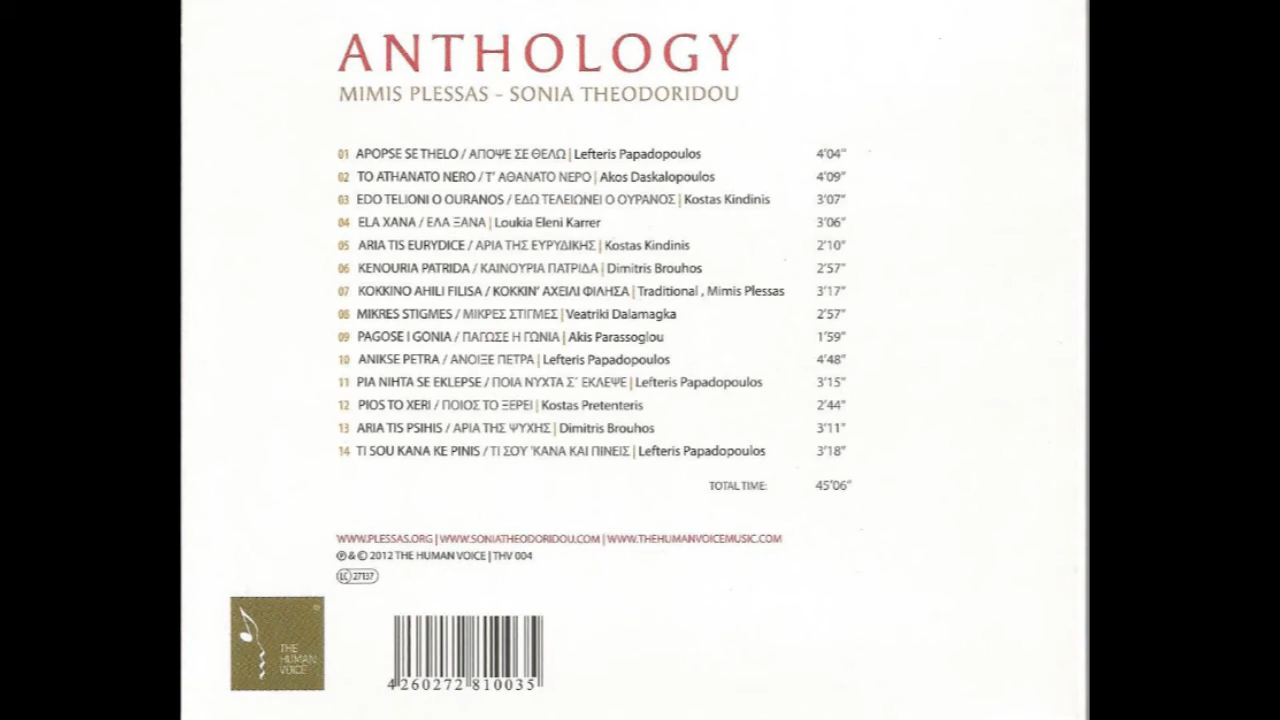 ANTHOLOGY
MIMIS PLESSAS - SONIA THEODORIDOU
01 APOPSE SE THELO / ΑΠΟΨΕ ΣΕ ΘΕΛΩ | Lefteris Papadopoulos 4'04"
02 TO ATHANATO NERO / Τ' ΑΘΑΝΑΤΟ ΝΕΡΟ | Akos Daskalopoulos 4'09"
03 EDO TELIONI O OURANOS / ΕΔΩ ΤΕΛΕΙΩΝΕΙ Ο ΟΥΡΑΝΟΣ | Kostas Kindinis 3'07"
04 ELA XANA / ΕΛΑ ΞΑΝΑ | Loukia Eleni Karrer 3'06"
05 ARIA TIS EURYDICE / ΑΡΙΑ ΤΗΣ ΕΥΡΥΔΙΚΗΣ | Kostas Kindinis 2'10"
06 KENOURIA PATRIDA / ΚΑΙΝΟΥΡΙΑ ΠΑΤΡΙΔΑ | Dimitris Brouhos 2'57"
07 KOKKINO AHILI FILISA / ΚΟΚΚΙΝ' ΑΧΕΙΛΙ ΦΙΛΗΣΑ | Traditional , Mimis Plessas 3'17"
08 MIKRES STIGMES / ΜΙΚΡΕΣ ΣΤΙΓΜΕΣ | Veatriki Dalamagka 2'57"
09 PAGOSE I GONIA / ΠΑΓΩΣΕ Η ΓΩΝΙΑ | Akis Parassoglou 1'59"
10 ANIKSE PETRA / ΑΝΟΙΞΕ ΠΕΤΡΑ | Lefteris Papadopoulos 4'48"
11 PIA NIHTA SE EKLEPSE / ΠΟΙΑ ΝΥΧΤΑ Σ' ΕΚΛΕΨΕ | Lefteris Papadopoulos 3'15"
12 PIOS TO XERI / ΠΟΙΟΣ ΤΟ ΞΕΡΕΙ | Kostas Pretenteris 2'44"
13 ARIA TIS PSIHIS / ΑΡΙΑ ΤΗΣ ΨΥΧΗΣ | Dimitris Brouhos 3'11"
14 TI SOU KANA KE PINIS / ΤΙ ΣΟΥ 'ΚΑΝΑ ΚΑΙ ΠΙΝΕΙΣ | Lefteris Papadopoulos 3'18"
TOTAL TIME: 45'06"
WWW.PLESSAS.ORG | WWW.SONIATHEODORIDOU.COM | WWW.THEHUMANVOICEMUSIC.COM
℗ & © 2012 THE HUMAN VOICE | THV 004
LC 27137
THE
HUMAN
VOICE
4 260272 810035